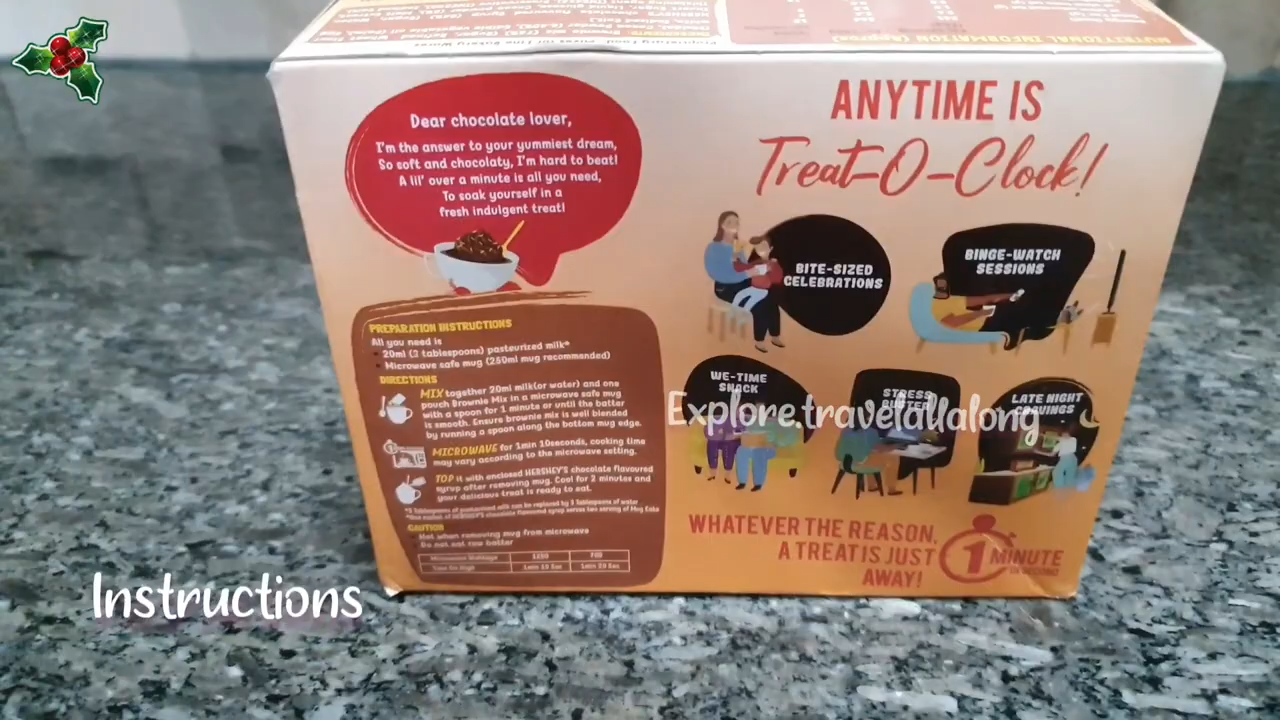 Dear chocolate lover,
I'm the answer to your yummiest dream,
So soft and chocolaty, I'm hard to beat!
A lil' over a minute is all you need,
To soak yourself in a
fresh indulgent treat!
PREPARATION INSTRUCTIONS
All you need is
20ml (2 tablespoons) pasteurized milk*
Microwave safe mug (250ml mug recommended)
DIRECTIONS
MIX together 20ml milk(or water) and one
pouch Brownie Mix in a microwave safe mug
with a spoon for 1 minute or until the batter
is smooth. Ensure brownie mix is well blended
by running a spoon along the bottom mug edge.
MICROWAVE for 1min 10seconds, cooking time
may vary according to the microwave setting.
TOP it with enclosed HERSHEY'S chocolate flavoured
syrup after removing mug. Cool for 2 minutes and
your delicious treat is ready to eat.
CAUTION
Hot when removing mug from microwave
Do not eat raw batter
ANYTIME IS
Treat-O-Clock!
BITE-SIZED
CELEBRATIONS
BINGE-WATCH
SESSIONS
WE-TIME
SNACK
STRESS
BUSTER
LATE NIGHT
CRAVINGS
Explore.travelallalong
WHATEVER THE REASON,
A TREAT IS JUST
AWAY!
1 MINUTE
Instructions
NUTRITIONAL INFORMATION